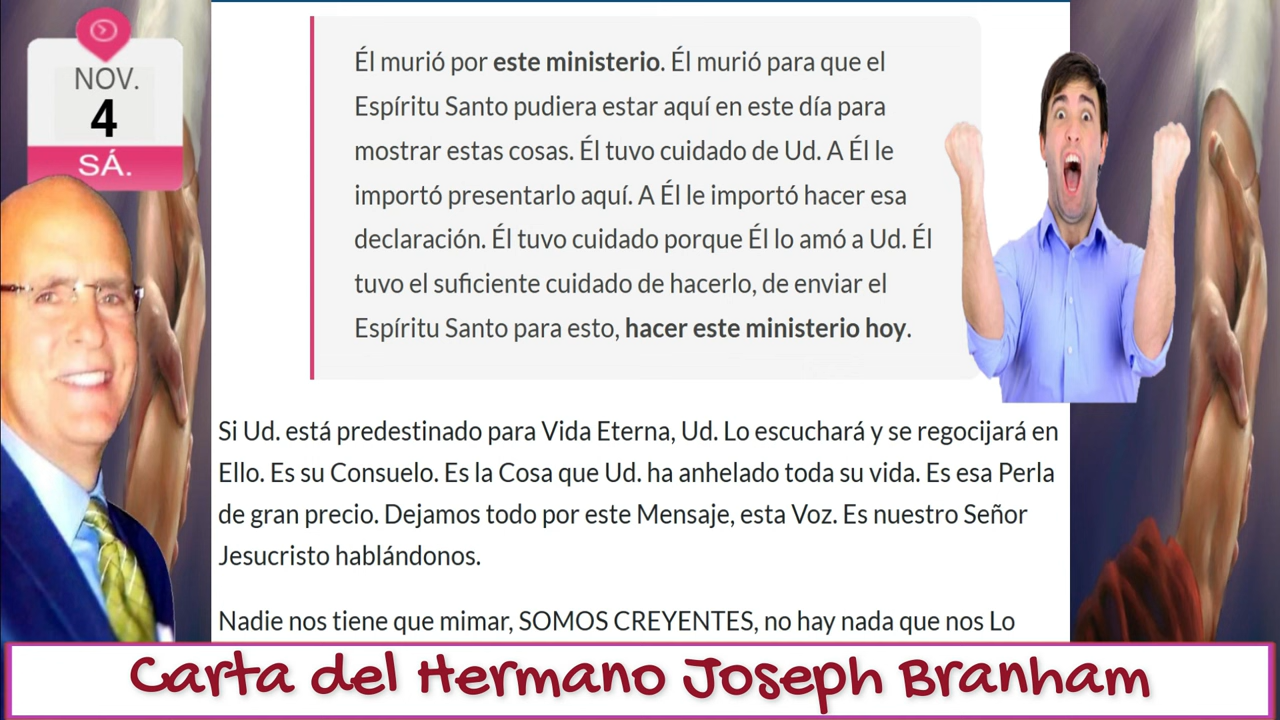 NOV.
4
SÁ.
Él murió por este ministerio. Él murió para que el
Espíritu Santo pudiera estar aquí en este día para
mostrar estas cosas. Él tuvo cuidado de Ud. A Él le
importó presentarlo aquí. A Él le importó hacer esa
declaración. Él tuvo cuidado porque Él lo amó a Ud. Él
tuvo el suficiente cuidado de hacerlo, de enviar el
Espíritu Santo para esto, hacer este ministerio hoy.
Si Ud. está predestinado para Vida Eterna, Ud. Lo escuchará y se regocijará en
Ello. Es su Consuelo. Es la Cosa que Ud. ha anhelado toda su vida. Es esa Perla
de gran precio. Dejamos todo por este Mensaje, esta Voz. Es nuestro Señor
Jesucristo hablándonos.
Nadie nos tiene que mimar, SOMOS CREYENTES, no hay nada que nos Lo
Carta del Hermano Joseph Branham